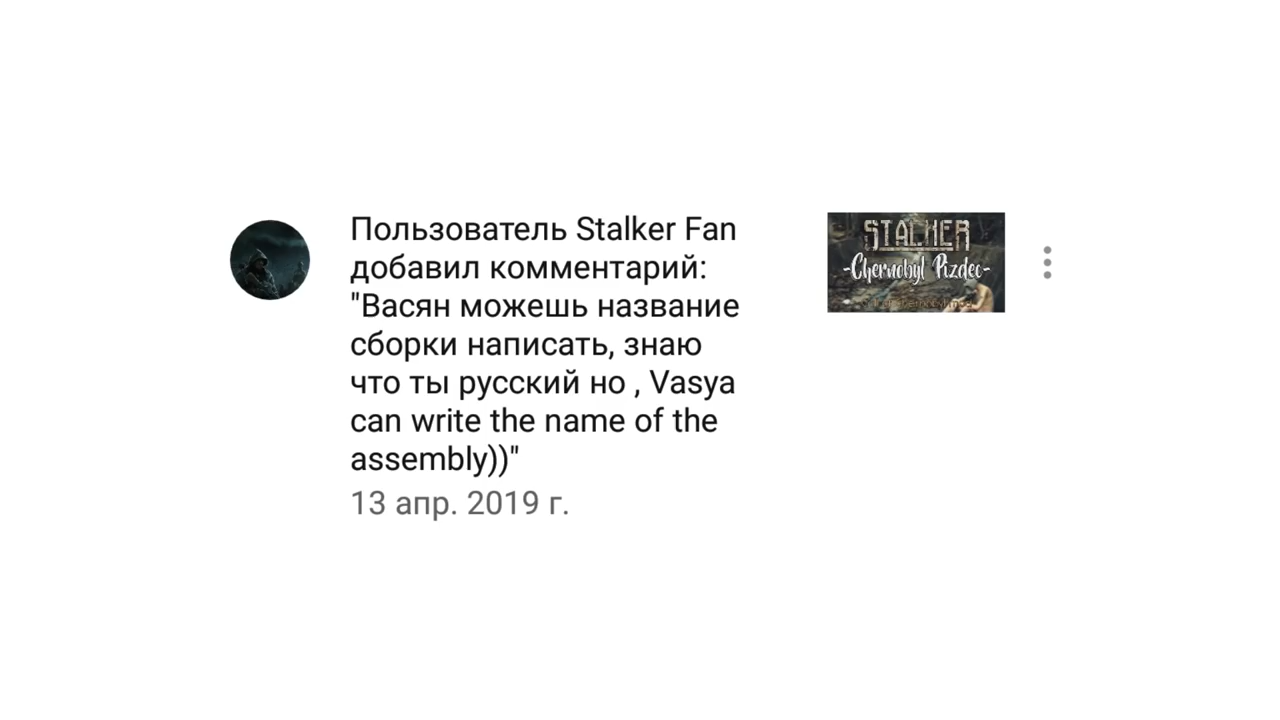 Пользователь Stalker Fan
добавил комментарий:
"Васян можешь название
сборки написать, знаю
что ты русский но , Vasya
can write the name of the
assembly))"
13 апр. 2019 г.
STALKER
-Chernobyl Pizdec-